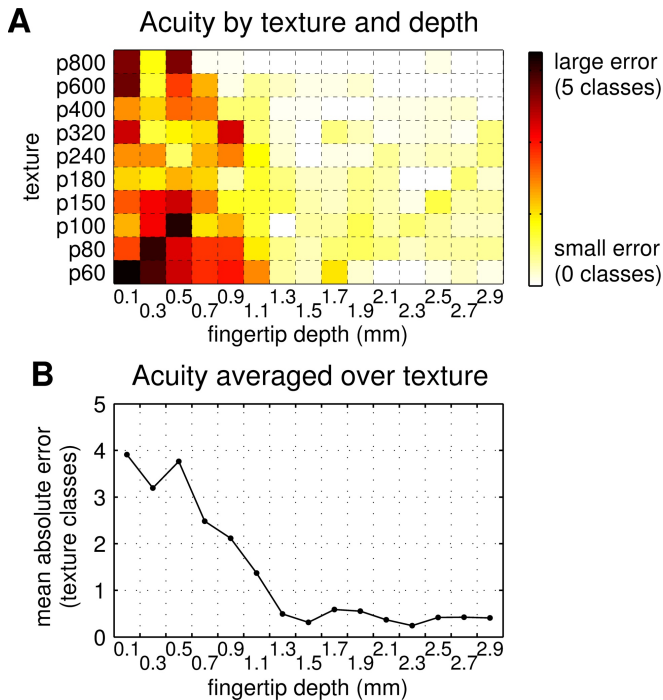 A
Acuity by texture and depth
texture
p800
p600
p400
p320
p240
p180
p150
p100
p80
p60
0.1 0.3 0.5 0.7 0.9 1.1 1.3 1.5 1.7 1.9 2.1 2.3 2.5 2.7 2.9
fingertip depth (mm)
large error
(5 classes)
small error
(0 classes)
B
Acuity averaged over texture
mean absolute error
(texture classes)
5
4
3
2
1
0
0.1 0.3 0.5 0.7 0.9 1.1 1.3 1.5 1.7 1.9 2.1 2.3 2.5 2.7 2.9
fingertip depth (mm)